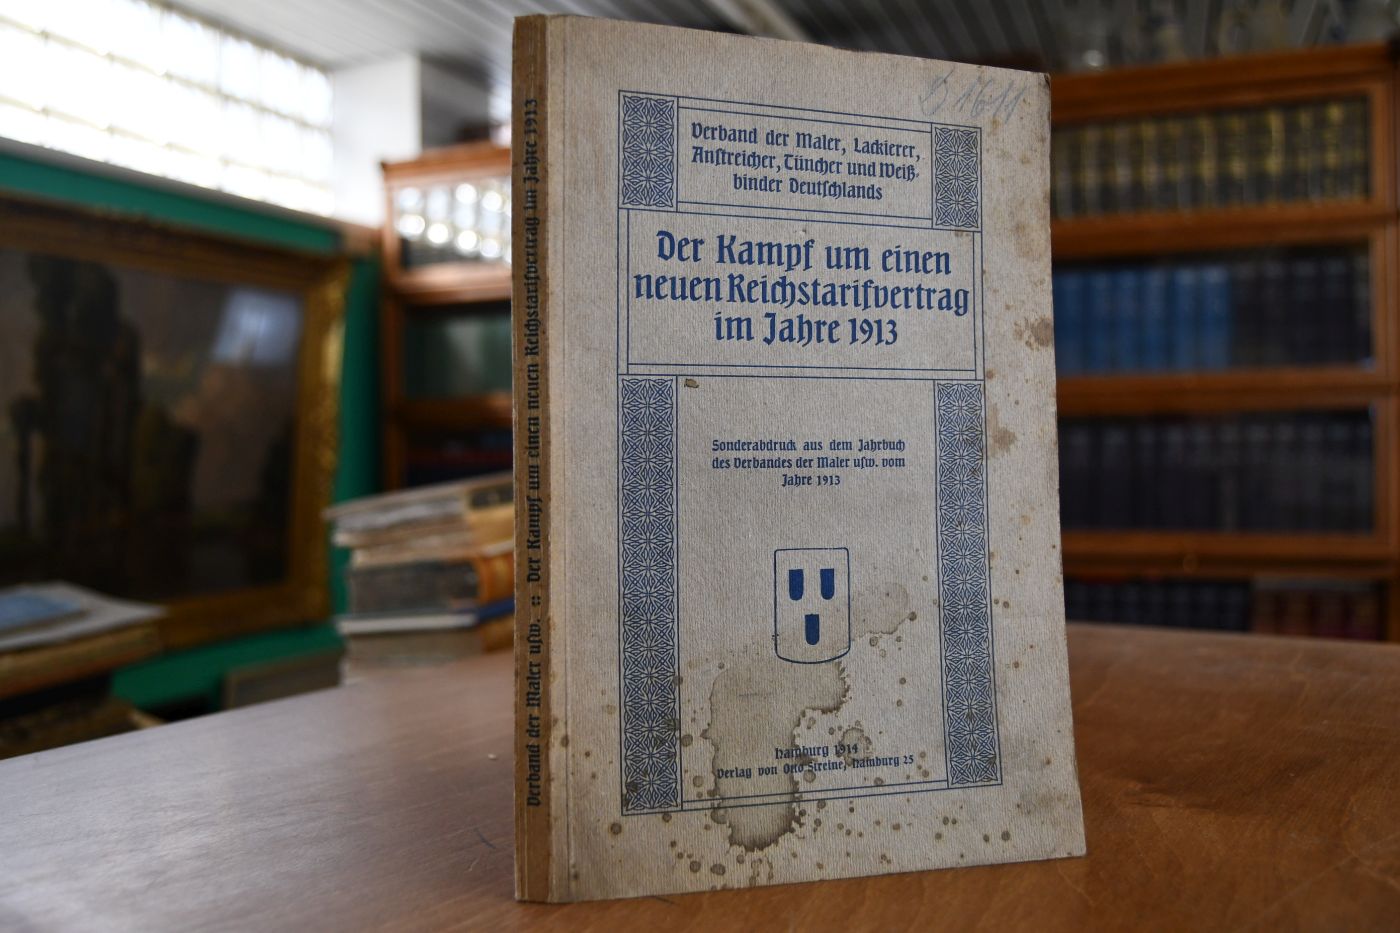 Verband der Maler usw. :: Der Kampf um einen neuen Reichstarifvertrag im Jahre 1913
Verband der Maler, Lackierer,
Anstreicher, Tüncher und Weiß-
binder Deutschlands
Der Kampf um einen
neuen Reichstarifvertrag
im Jahre 1913
Sonderabdruck aus dem Jahrbuch
des Verbandes der Maler usw. vom
Jahre 1913
Hamburg 1914
Verlag von Otto Streine, Hamburg 25